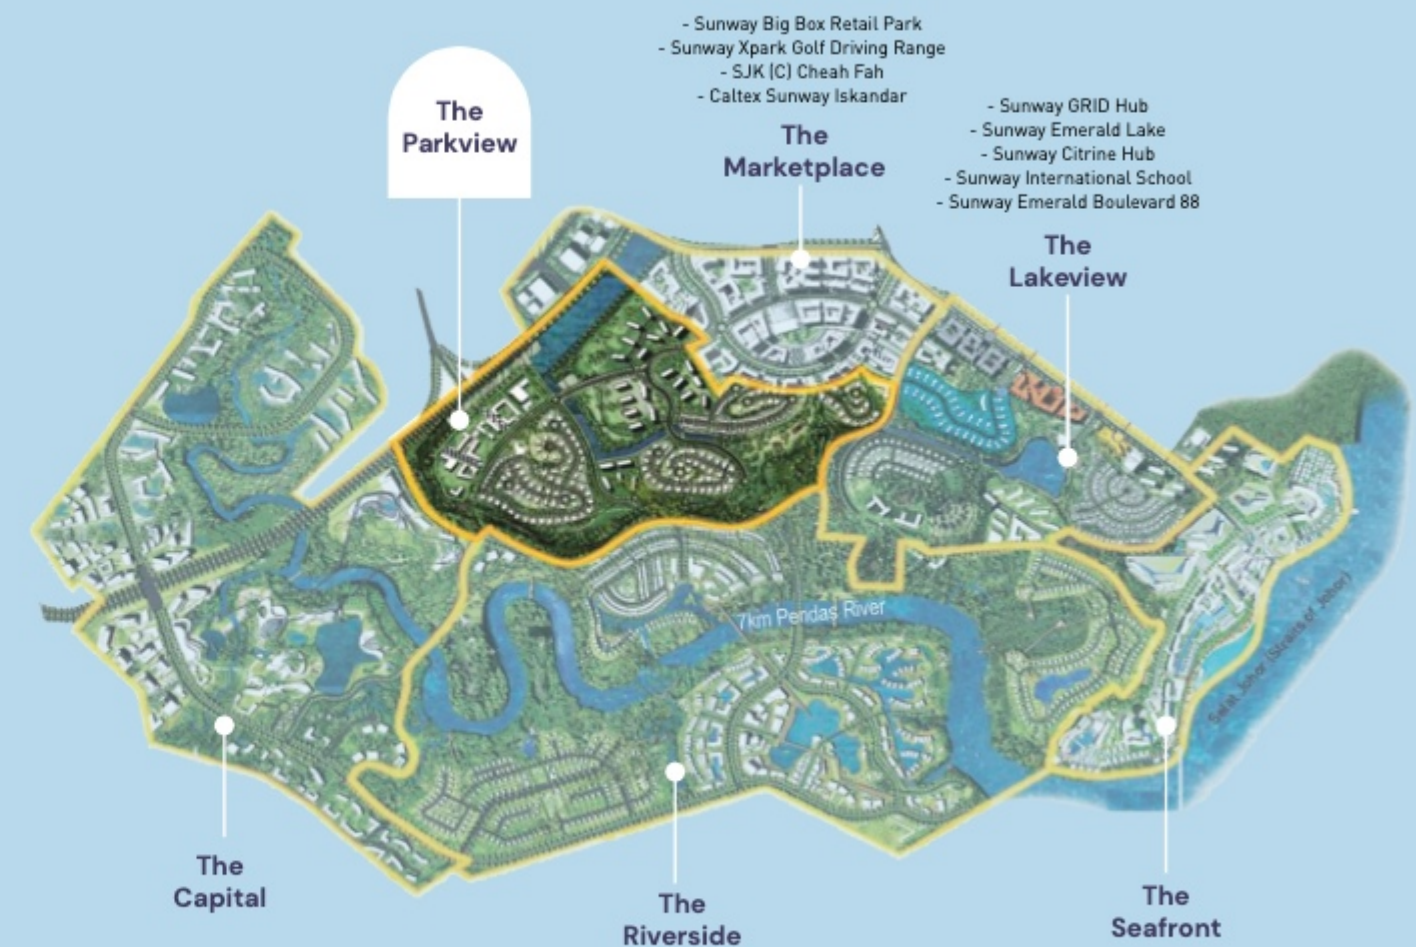 - Sunway Big Box Retail Park
- Sunway Xpark Golf Driving Range
- SJK (C) Cheah Fah
- Caltex Sunway Iskandar
The
Marketplace
The
Parkview
- Sunway GRID Hub
- Sunway Emerald Lake
- Sunway Citrine Hub
- Sunway International School
- Sunway Emerald Boulevard 88
The
Lakeview
7km Pendas River
Selat Johor (Straits of Johor)
The
Capital
The
Riverside
The
Seafront